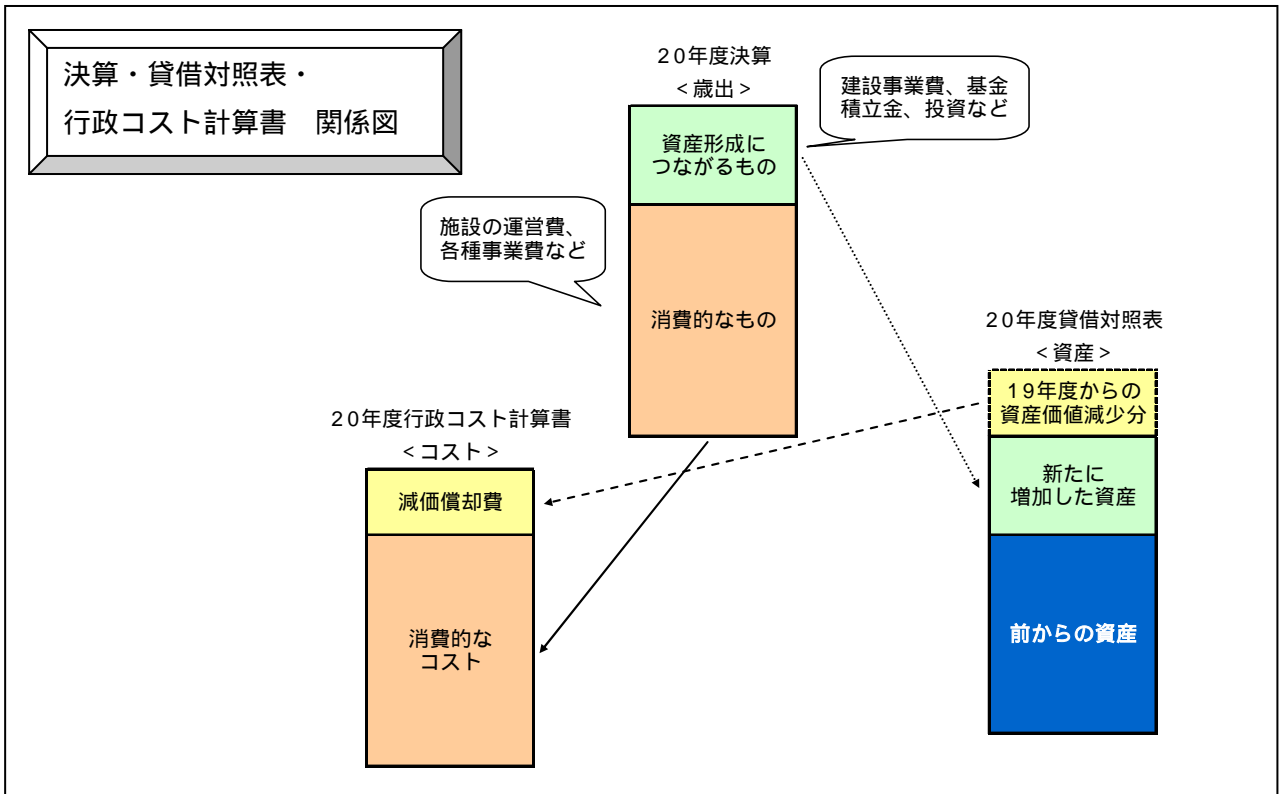 決算・貸借対照表・
行政コスト計算書　関係図
20年度決算
<歳出>
建設事業費、基金
積立金、投資など
資産形成に
つながるもの
施設の運営費、
各種事業費など
消費的なもの
20年度貸借対照表
<資産>
19年度からの
資産価値減少分
新たに
増加した資産
前からの資産
20年度行政コスト計算書
<コスト>
減価償却費
消費的な
コスト